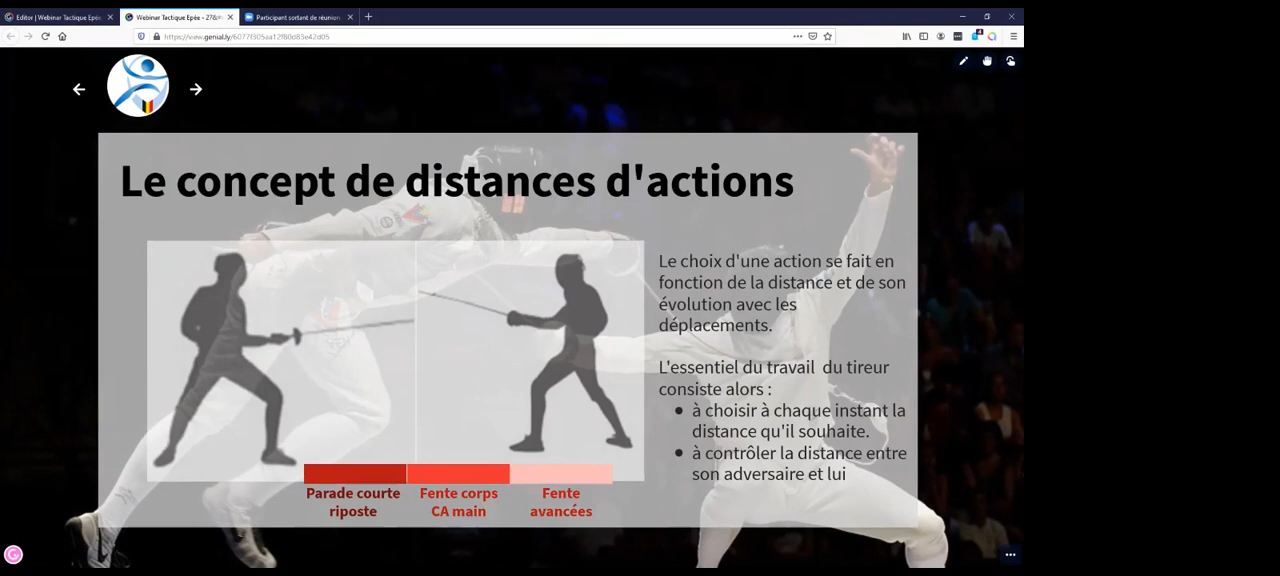 Editor | Webinar Tactique Epée
Webinar Tactique Epée - 27&
Participant sortant de réunion
https://view.genial.ly/6077f305aa12f80d83e42d05
Le concept de distances d'actions
Le choix d'une action se fait en
fonction de la distance et de son
évolution avec les
déplacements.
L'essentiel du travail du tireur
consiste alors :
à choisir à chaque instant la
distance qu'il souhaite.
à contrôler la distance entre
son adversaire et lui
Parade courte
riposte
Fente corps
CA main
Fente
avancées